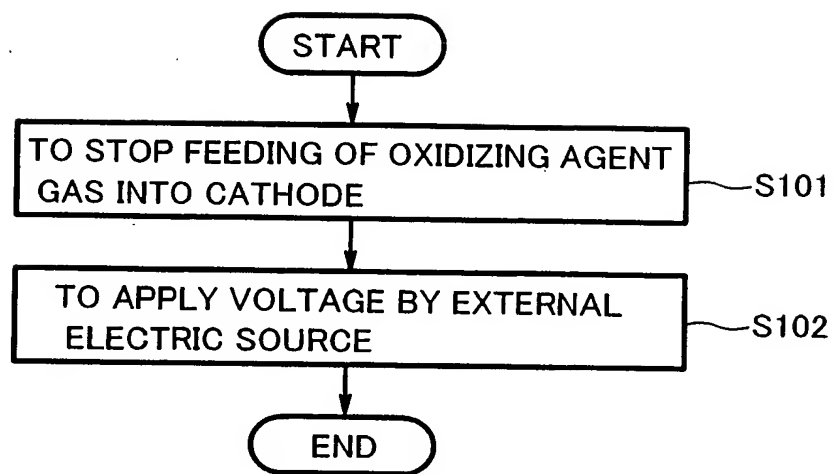 START
TO STOP FEEDING OF OXIDIZING AGENT
GAS INTO CATHODE
S101
TO APPLY VOLTAGE BY EXTERNAL
ELECTRIC SOURCE
S102
END